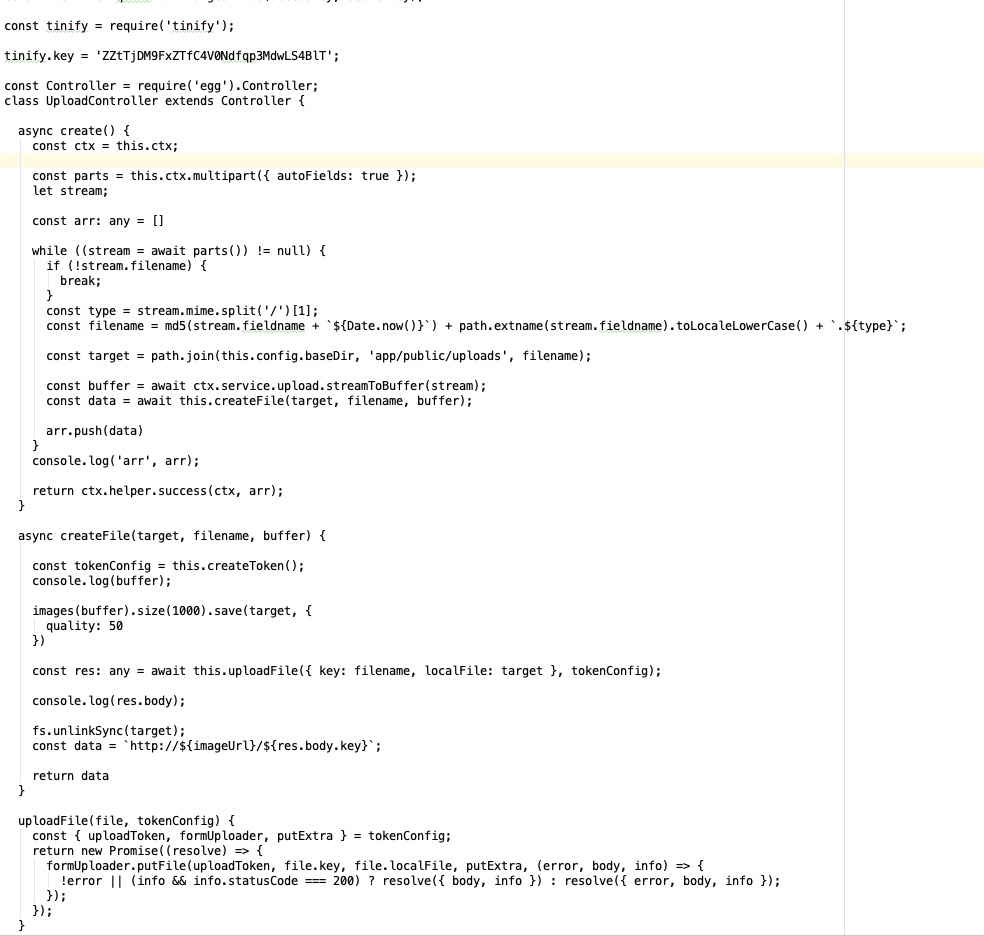 const tinify = require('tinify');
tinify.key = 'ZZtTjDM9FxZTfC4V0Ndfqp3MdwLS4BlT';
const Controller = require('egg').Controller;
class UploadController extends Controller {
async create() {
const ctx = this.ctx;
const parts = this.ctx.multipart({ autoFields: true });
let stream;
const arr: any = []
while ((stream = await parts()) != null) {
if (!stream.filename) {
break;
}
const type = stream.mime.split('/')[1];
const filename = md5(stream.fieldname + `${Date.now()}`) + path.extname(stream.fieldname).toLocaleLowerCase() + `.${type}`;
const target = path.join(this.config.baseDir, 'app/public/uploads', filename);
const buffer = await ctx.service.upload.streamToBuffer(stream);
const data = await this.createFile(target, filename, buffer);
arr.push(data)
}
console.log('arr', arr);
return ctx.helper.success(ctx, arr);
}
async createFile(target, filename, buffer) {
const tokenConfig = this.createToken();
console.log(buffer);
images(buffer).size(1000).save(target, {
quality: 50
})
const res: any = await this.uploadFile({ key: filename, localFile: target }, tokenConfig);
console.log(res.body);
fs.unlinkSync(target);
const data = `http://${imageUrl}/${res.body.key}`;
return data
}
uploadFile(file, tokenConfig) {
const { uploadToken, formUploader, putExtra } = tokenConfig;
return new Promise((resolve) => {
formUploader.putFile(uploadToken, file.key, file.localFile, putExtra, (error, body, info) => {
!error || (info && info.statusCode === 200) ? resolve({ body, info }) : resolve({ error, body, info });
});
});
}